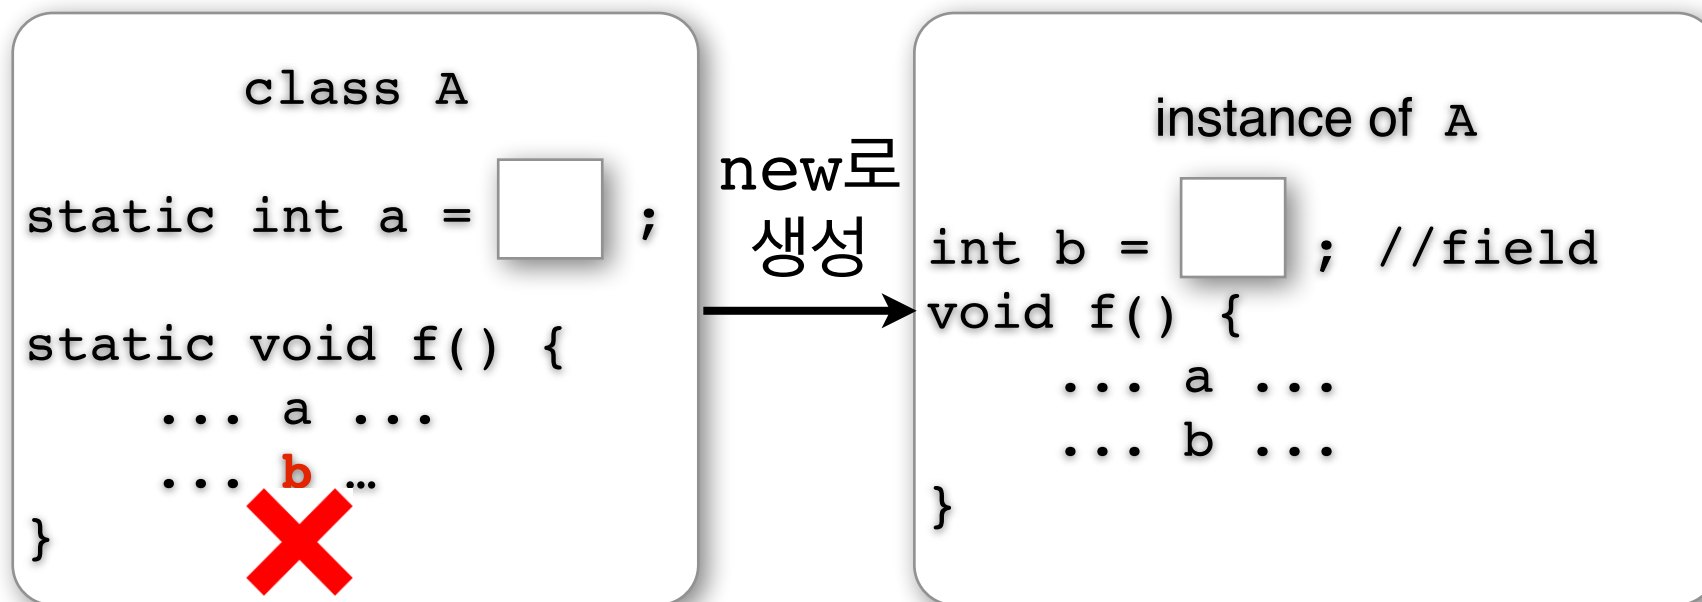 class A
static int a = ;
static void f() {
... a ...
... b …
}
new로
생성
instance of A
int b = ; //field
void f() {
... a ...
... b ...
}